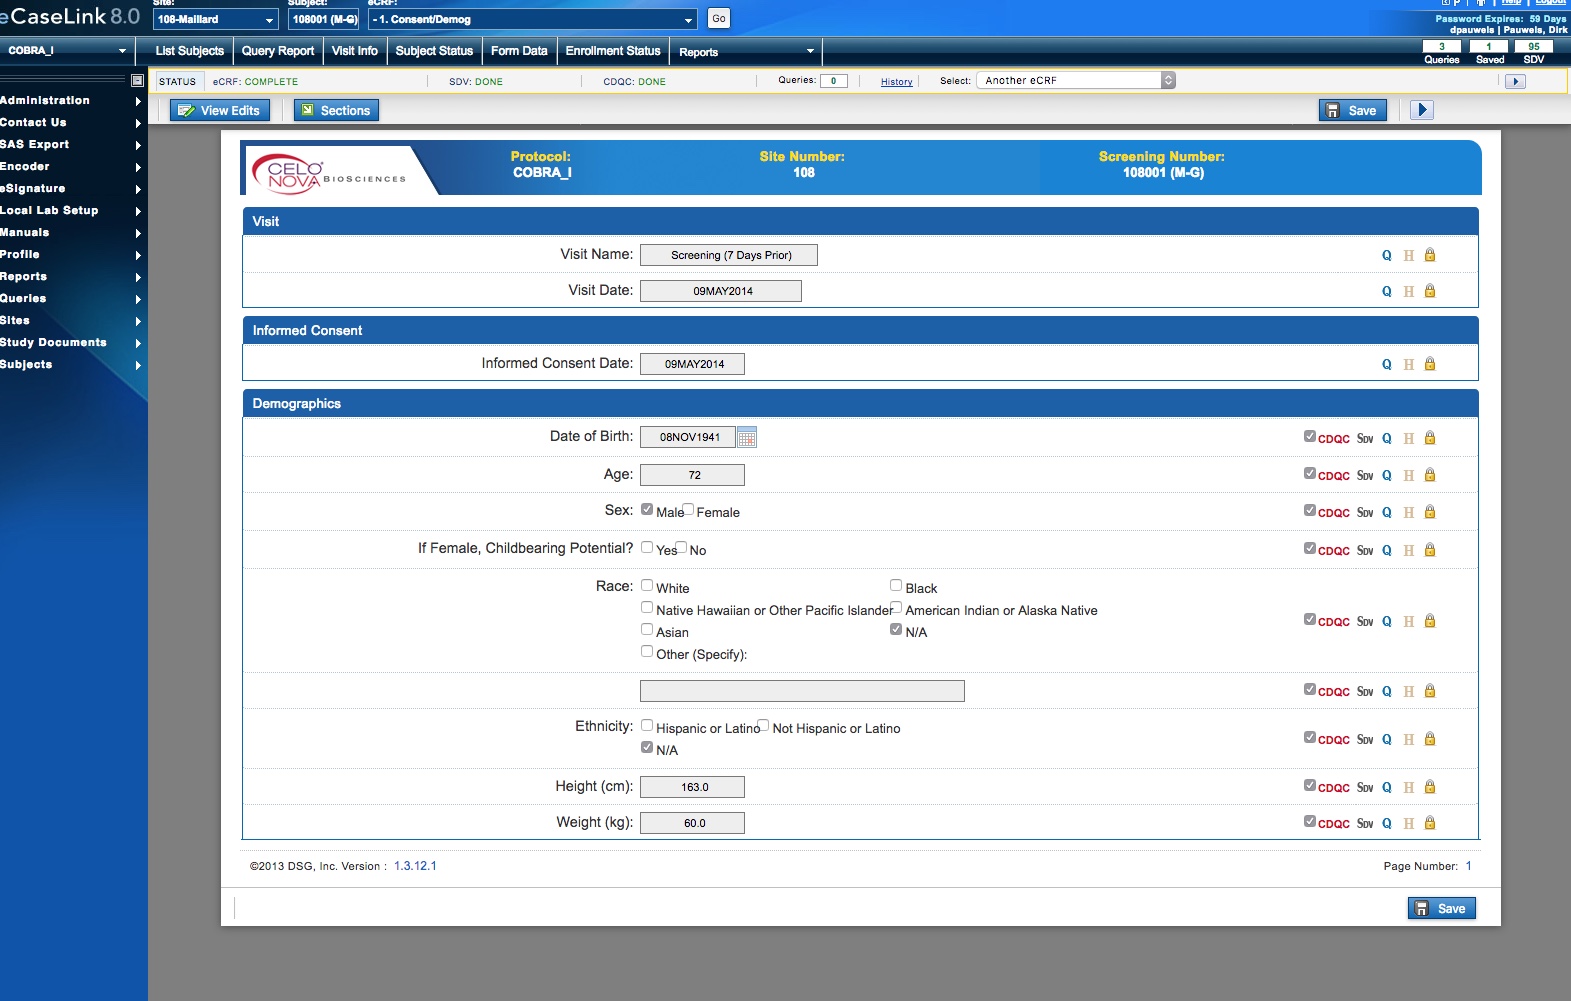 eCaseLink 8.0
Site:
Subject:
eCRF:
108-Maillard
108001 (M-G)
- 1. Consent/Demog
Go
Help
Logout
Password Expires: 59 Days
dpauwels | Pauwels, Dirk
COBRA_I
List Subjects
Query Report
Visit Info
Subject Status
Form Data
Enrollment Status
Reports
3
1
95
Queries
Saved
SDV
STATUS
eCRF: COMPLETE
SDV: DONE
CDQC: DONE
Queries: 0
History
Select: Another eCRF
View Edits
Sections
Save
Administration
Contact Us
SAS Export
Encoder
eSignature
Local Lab Setup
Manuals
Profile
Reports
Queries
Sites
Study Documents
Subjects
CELO
NOVA BIOSCIENCES
Protocol:
COBRA_I
Site Number:
108
Screening Number:
108001 (M-G)
Visit
Visit Name: Screening (7 Days Prior) Q H
Visit Date: 09MAY2014 Q H
Informed Consent
Informed Consent Date: 09MAY2014 Q H
Demographics
Date of Birth: 08NOV1941 CDQC SDV Q H
Age: 72 CDQC SDV Q H
Sex: Male Female CDQC SDV Q H
If Female, Childbearing Potential? Yes No CDQC SDV Q H
Race: White Black
Native Hawaiian or Other Pacific Islander American Indian or Alaska Native
CDQC SDV Q H
Asian N/A
Other (Specify):
CDQC SDV Q H
Ethnicity: Hispanic or Latino Not Hispanic or Latino
CDQC SDV Q H
N/A
Height (cm): 163.0 CDQC SDV Q H
Weight (kg): 60.0 CDQC SDV Q H
©2013 DSG, Inc. Version : 1.3.12.1
Page Number: 1
Save